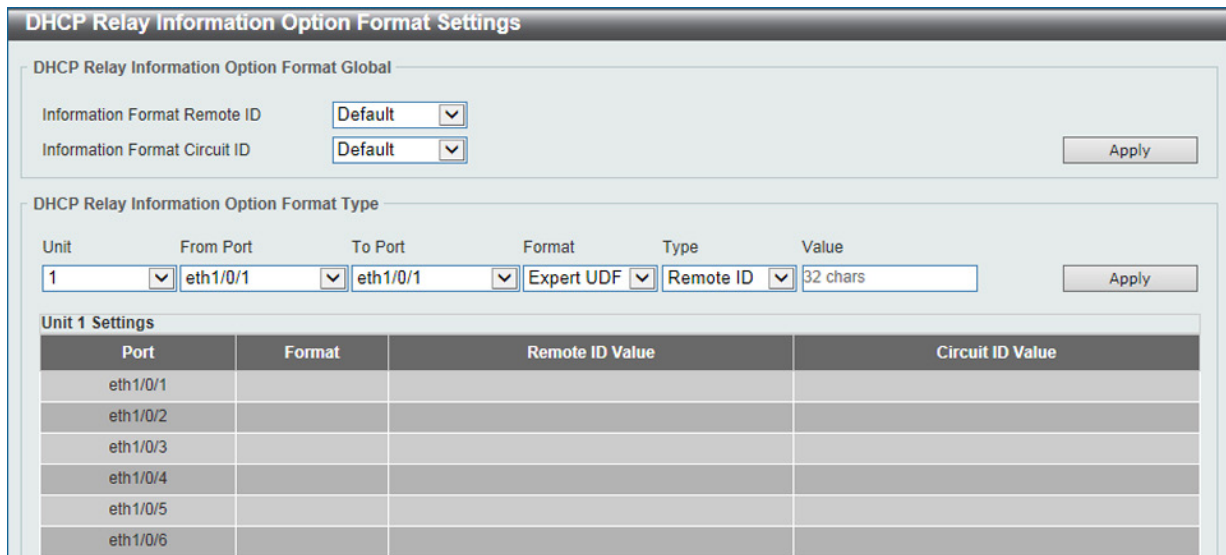 DHCP Relay Information Option Format Settings
DHCP Relay Information Option Format Global
Information Format Remote ID Default
Information Format Circuit ID Default Apply
DHCP Relay Information Option Format Type
Unit From Port To Port Format Type Value
1 eth1/0/1 eth1/0/1 Expert UDF Remote ID 32 chars Apply
Unit 1 Settings
Port Format Remote ID Value Circuit ID Value
eth1/0/1
eth1/0/2
eth1/0/3
eth1/0/4
eth1/0/5
eth1/0/6